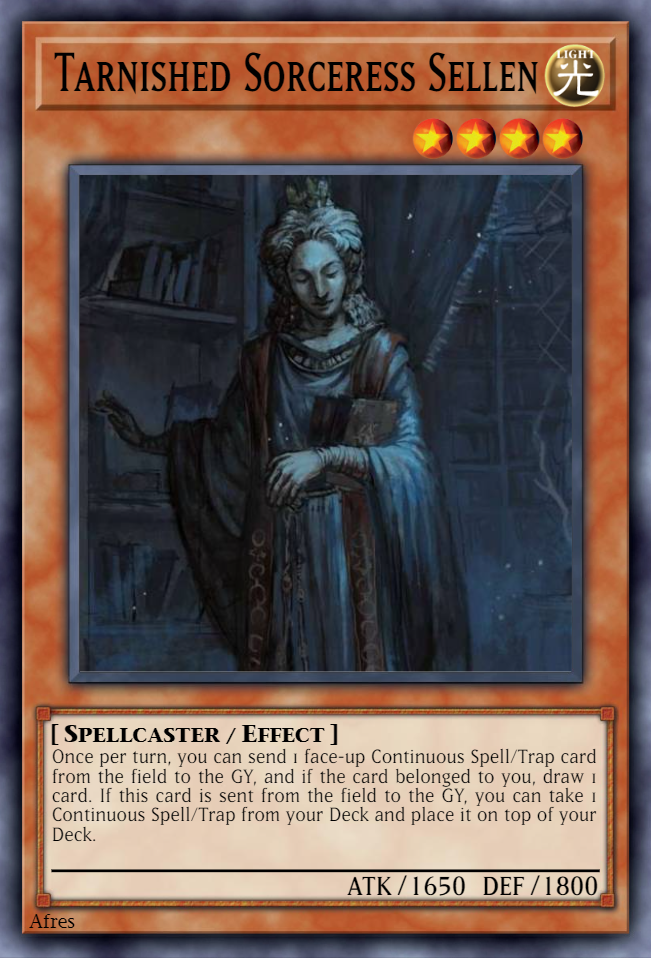 Tarnished Sorceress Sellen
LIGHT
光
[ Spellcaster / Effect ]
Once per turn, you can send 1 face-up Continuous Spell/Trap card
from the field to the GY, and if the card belonged to you, draw 1
card. If this card is sent from the field to the GY, you can take 1
Continuous Spell/Trap from your Deck and place it on top of your
Deck.
ATK / 1650 DEF / 1800
Afres